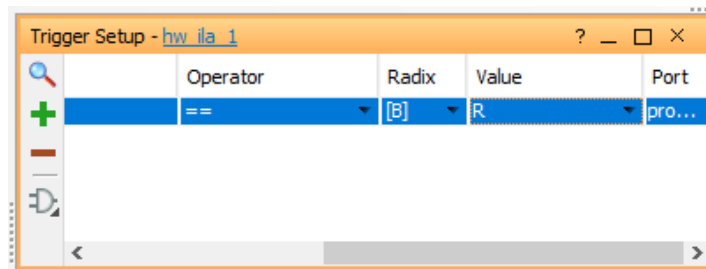 Trigger Setup - hw_ila_1 ?
Operator Radix Value Port
== [B] R pro...